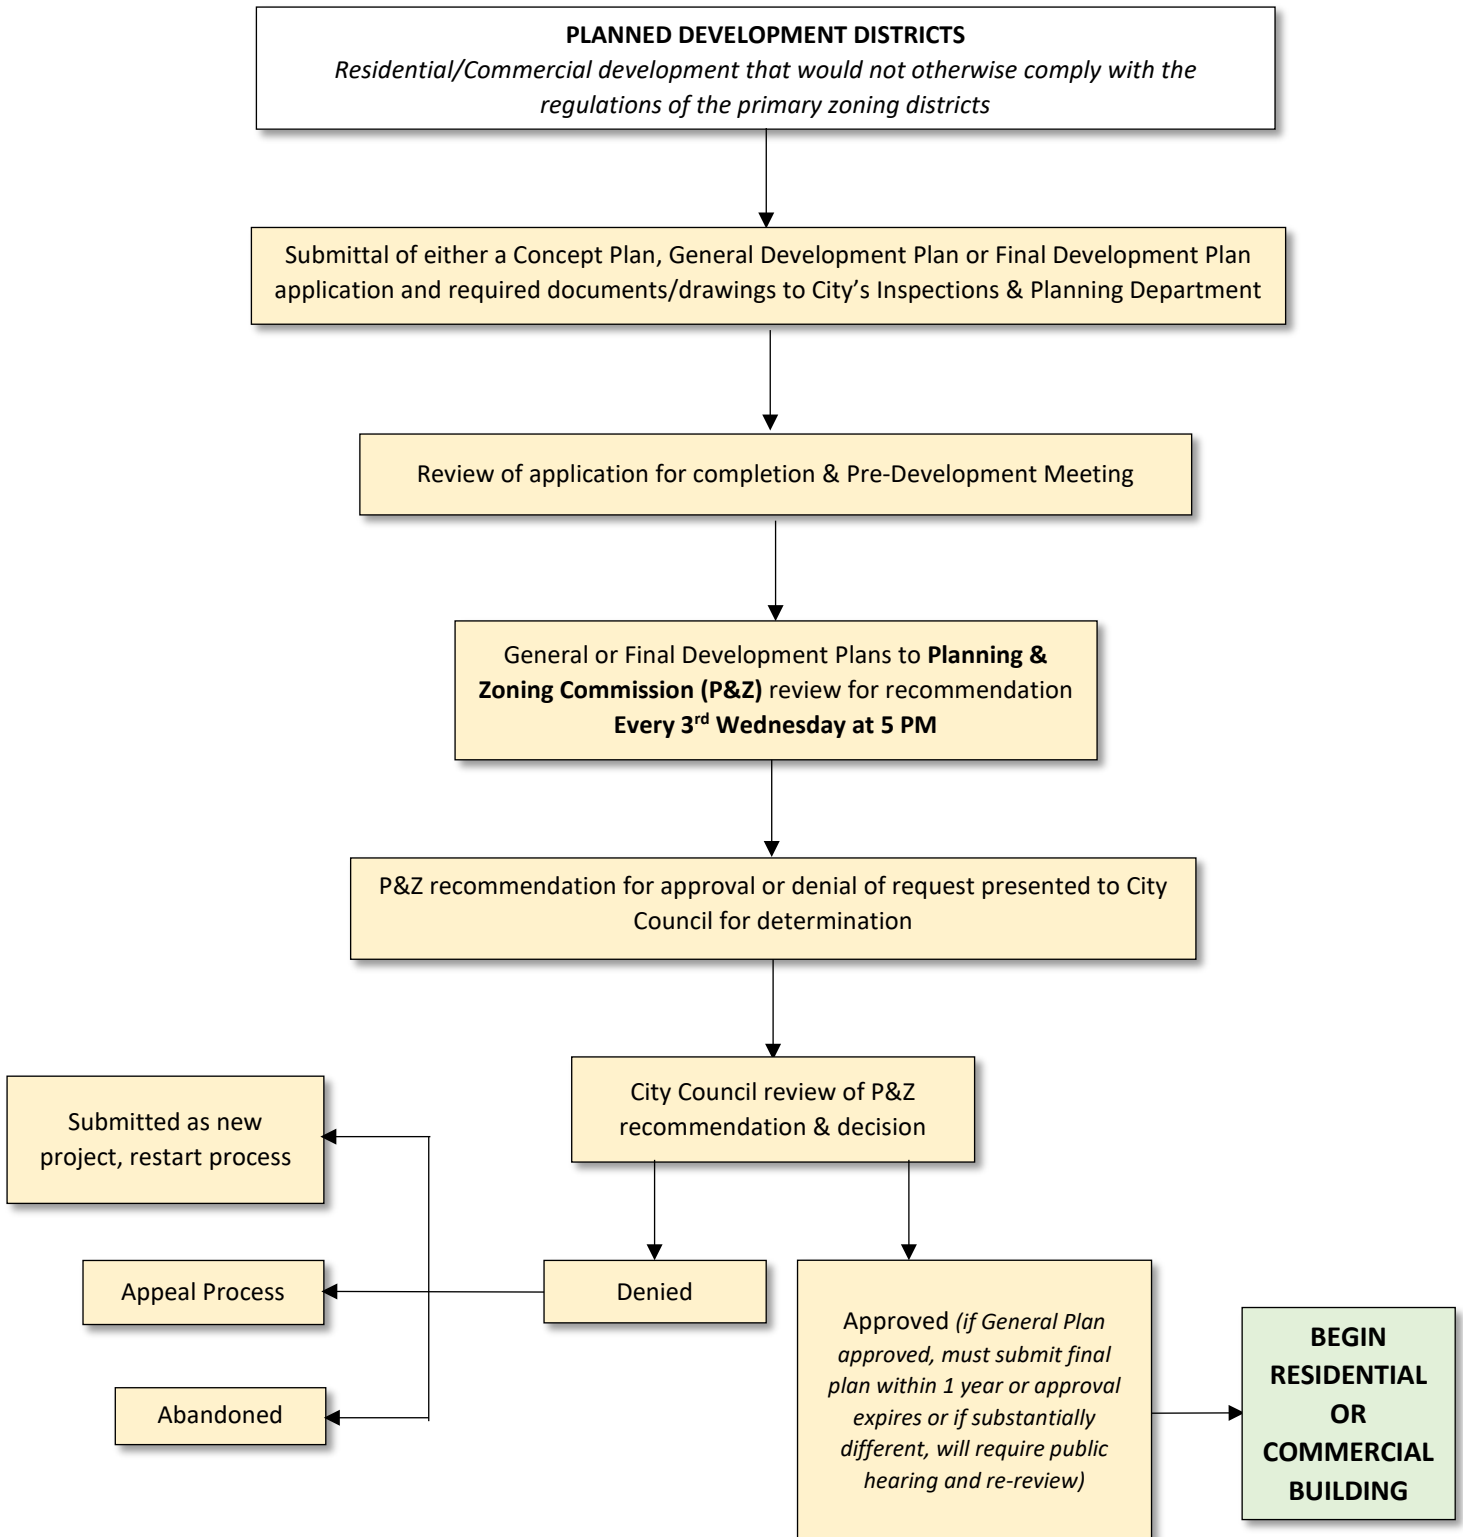 PLANNED DEVELOPMENT DISTRICTS
Residential/Commercial development that would not otherwise comply with the
regulations of the primary zoning districts
Submittal of either a Concept Plan, General Development Plan or Final Development Plan
application and required documents/drawings to City’s Inspections & Planning Department
Review of application for completion & Pre-Development Meeting
General or Final Development Plans to Planning &
Zoning Commission (P&Z) review for recommendation
Every 3rd Wednesday at 5 PM
P&Z recommendation for approval or denial of request presented to City
Council for determination
City Council review of P&Z
recommendation & decision
Submitted as new
project, restart process
Appeal Process
Abandoned
Denied
Approved (if General Plan
approved, must submit final
plan within 1 year or approval
expires or if substantially
different, will require public
hearing and re-review)
BEGIN
RESIDENTIAL
OR
COMMERCIAL
BUILDING